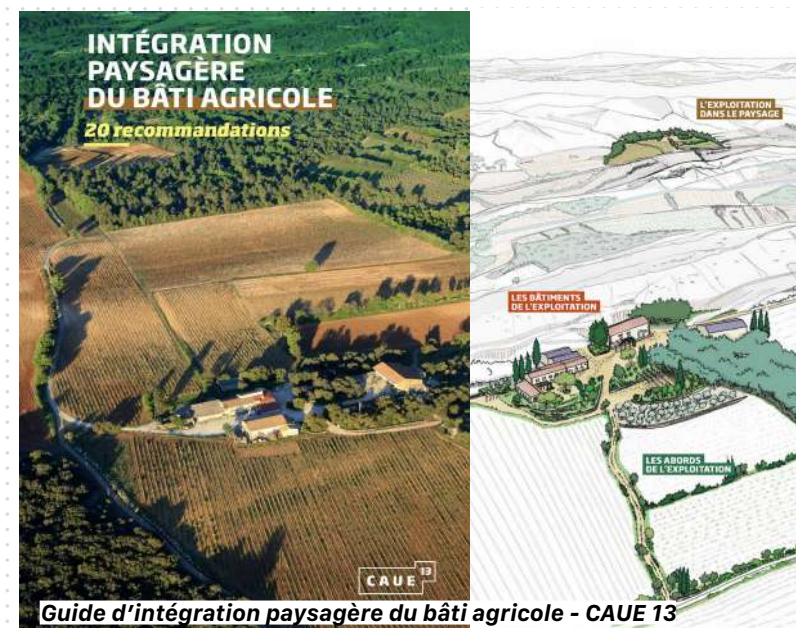 INTÉGRATION
PAYSAGÈRE
DU BÂTI AGRICOLE
20 recommandations
L'EXPLOITATION
DANS LE PAYSAGE
LES BÂTIMENTS
DE L'EXPLOITATION
LES ABORDS
DE L'EXPLOITATION
CAUE 13
Guide d'intégration paysagère du bâti agricole - CAUE 13